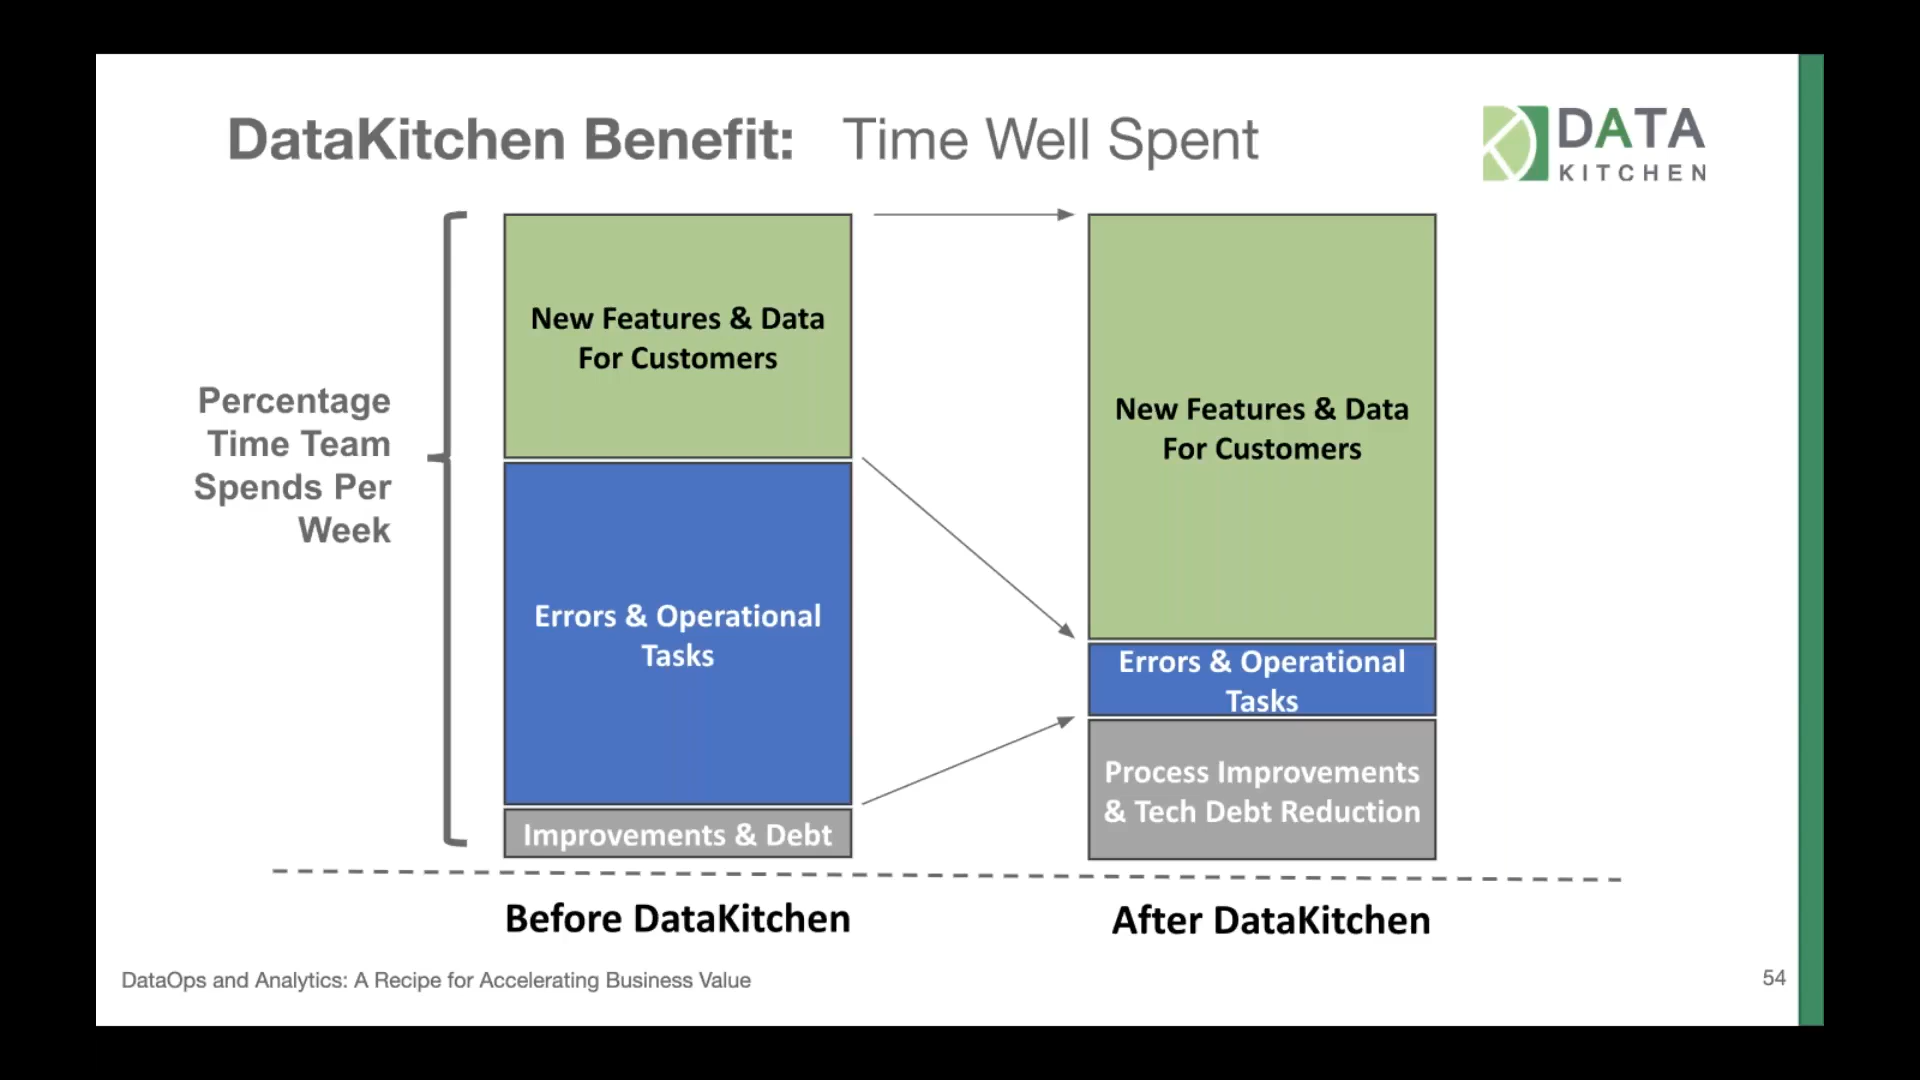 DataKitchen Benefit: Time Well Spent
DATA
KITCHEN
Percentage
Time Team
Spends Per
Week
New Features & Data
For Customers
Errors & Operational
Tasks
Improvements & Debt
New Features & Data
For Customers
Errors & Operational
Tasks
Process Improvements
& Tech Debt Reduction
Before DataKitchen
After DataKitchen
DataOps and Analytics: A Recipe for Accelerating Business Value
54